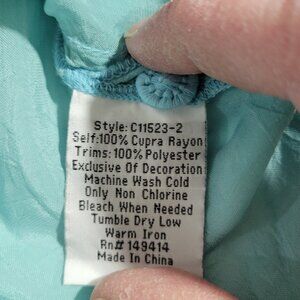 Style: C11523-2
Self:100% Cupra Rayon
Trims: 100% Polyester
Exclusive Of Decoration
Machine Wash Cold
Only Non Chlorine
Bleach When Needed
Tumble Dry Low
Warm Iron
Rn# 149414
Made In China